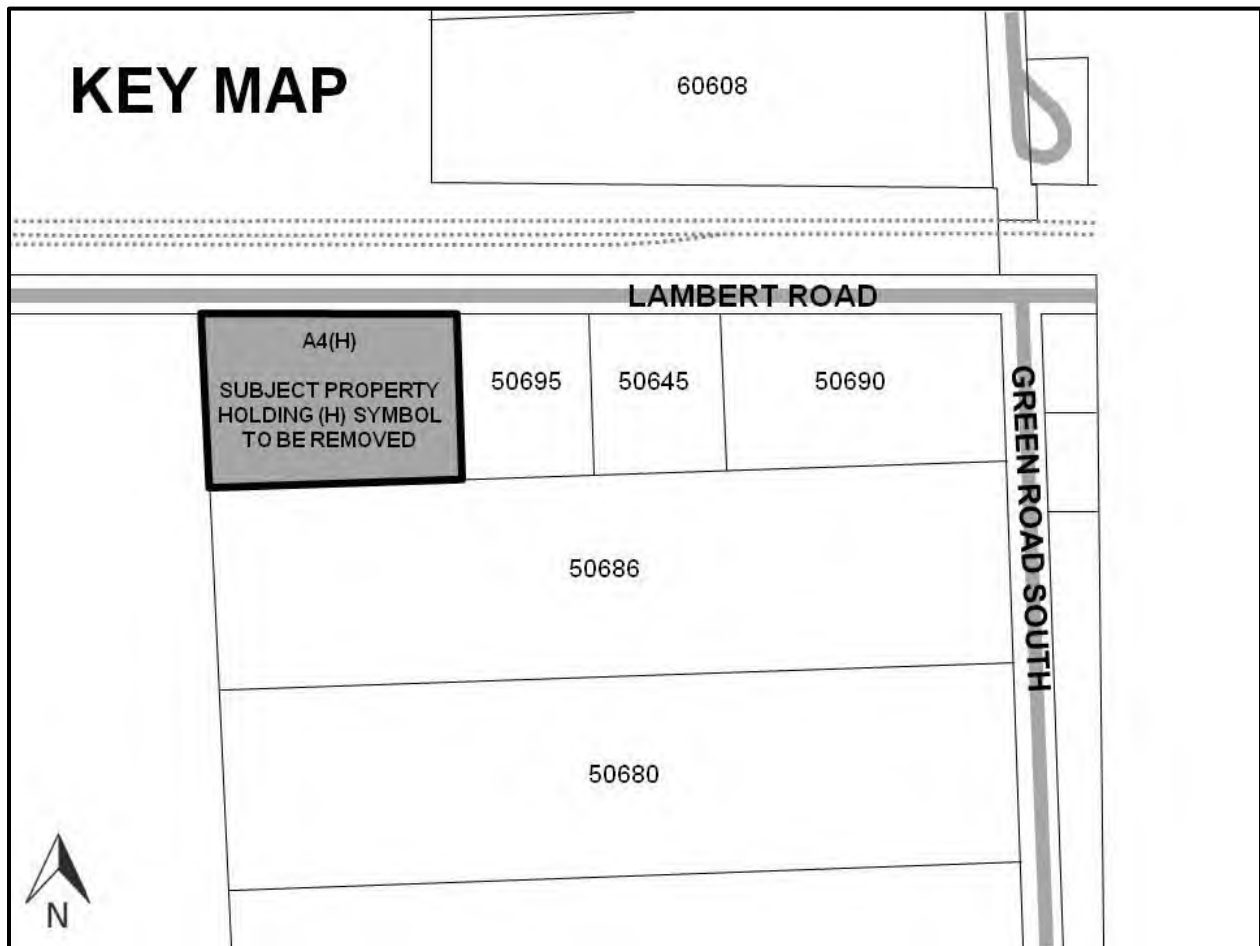 KEY MAP
60608
LAMBERT ROAD
A4(H)
SUBJECT PROPERTY
HOLDING (H) SYMBOL
TO BE REMOVED
50695
50645
50690
GREEN ROAD SOUTH
50686
50680
N